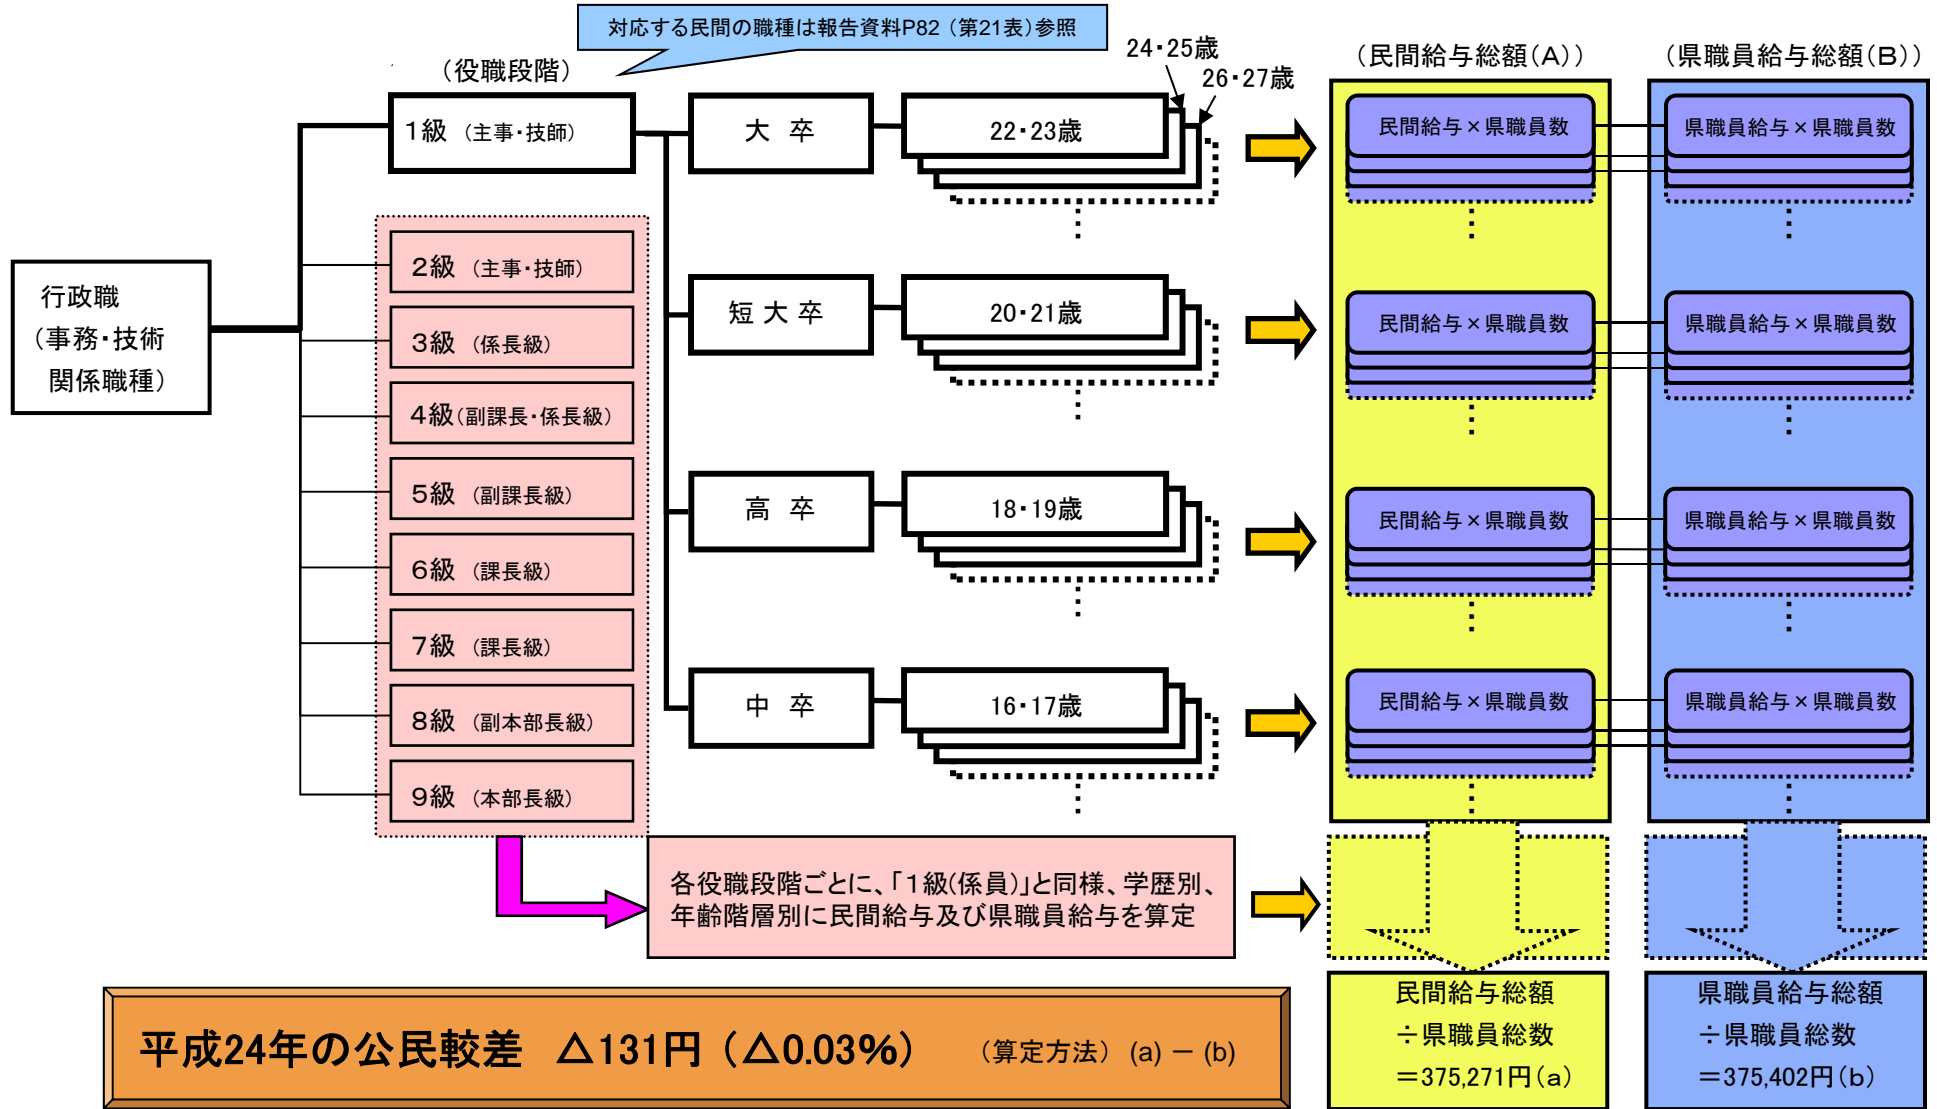 対応する民間の職種は報告資料P82（第21表）参照
（役職段階）
24・25歳
26・27歳
（民間給与総額（A））
（県職員給与総額（B））
1級（主事・技師）
大 卒
22・23歳
民間給与×県職員数
県職員給与×県職員数
行政職
（事務・技術
関係職種）
2級（主事・技師）
3級（係長級）
4級（副課長・係長級）
5級（副課長級）
6級（課長級）
7級（課長級）
8級（副本部長級）
9級（本部長級）
短 大 卒
20・21歳
民間給与×県職員数
県職員給与×県職員数
高 卒
18・19歳
民間給与×県職員数
県職員給与×県職員数
中 卒
16・17歳
民間給与×県職員数
県職員給与×県職員数
各役職段階ごとに、「1級(係員)」と同様、学歴別、
年齢階層別に民間給与及び県職員給与を算定
民間給与総額
÷県職員総数
＝375,271円（a）
県職員給与総額
÷県職員総数
＝375,402円（b）
平成24年の公民較差 △131円（△0.03%） （算定方法） (a) － (b)